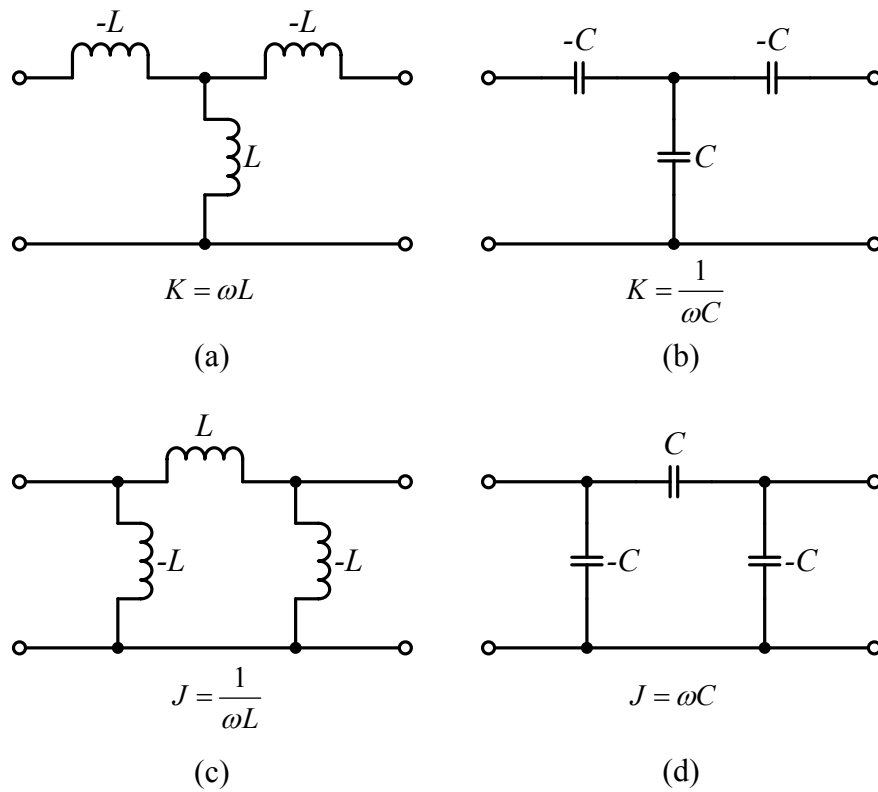 -L -L
L
K = ωL
(a)
-C -C
C
K = 1/ωC
(b)
L
-L -L
J = 1/ωL
(c)
C
-C -C
J = ωC
(d)